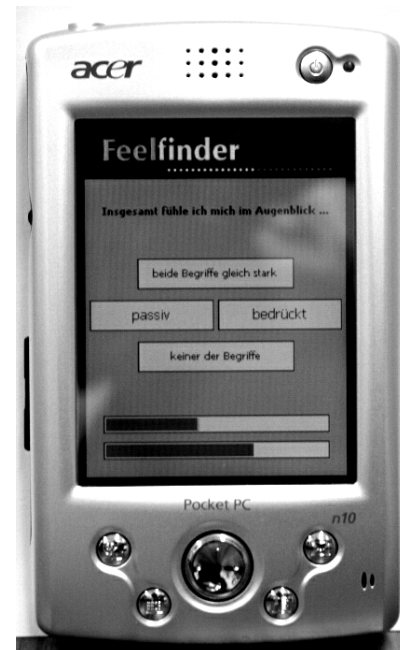 acer
Feelfinder
Insgesamt fühle ich mich im Augenblick ...
beide Begriffe gleich stark
passiv bedrückt
keiner der Begriffe
Pocket PC
n10